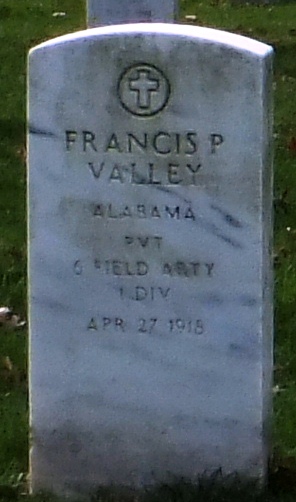 FRANCIS P
VALLEY
ALABAMA
PVT
6 FIELD ARTY
1 DIV
APR 27 1918